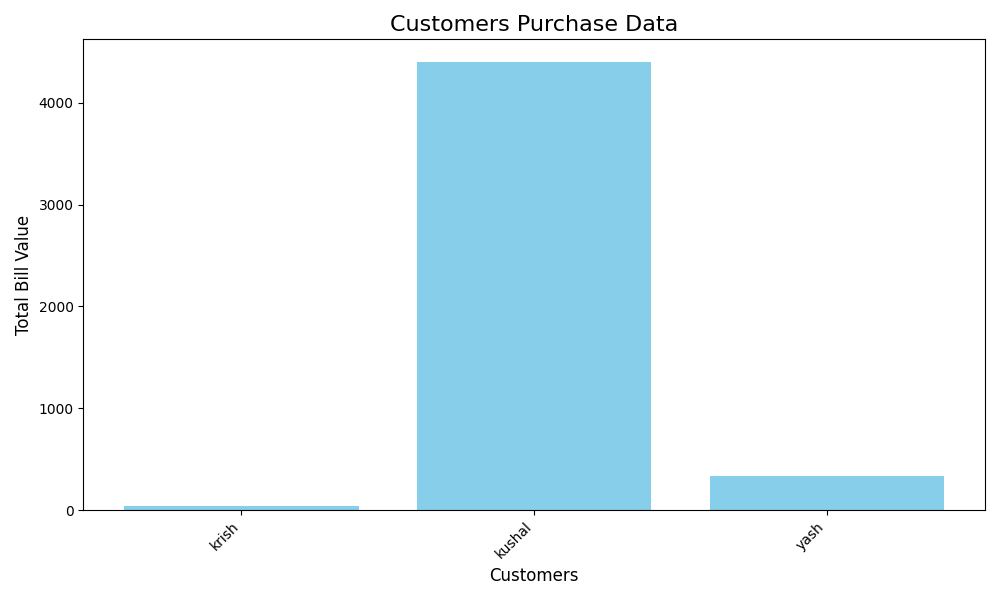 Customers Purchase Data
Total Bill Value
4000
3000
2000
1000
0
krish
kushal
yash
Customers